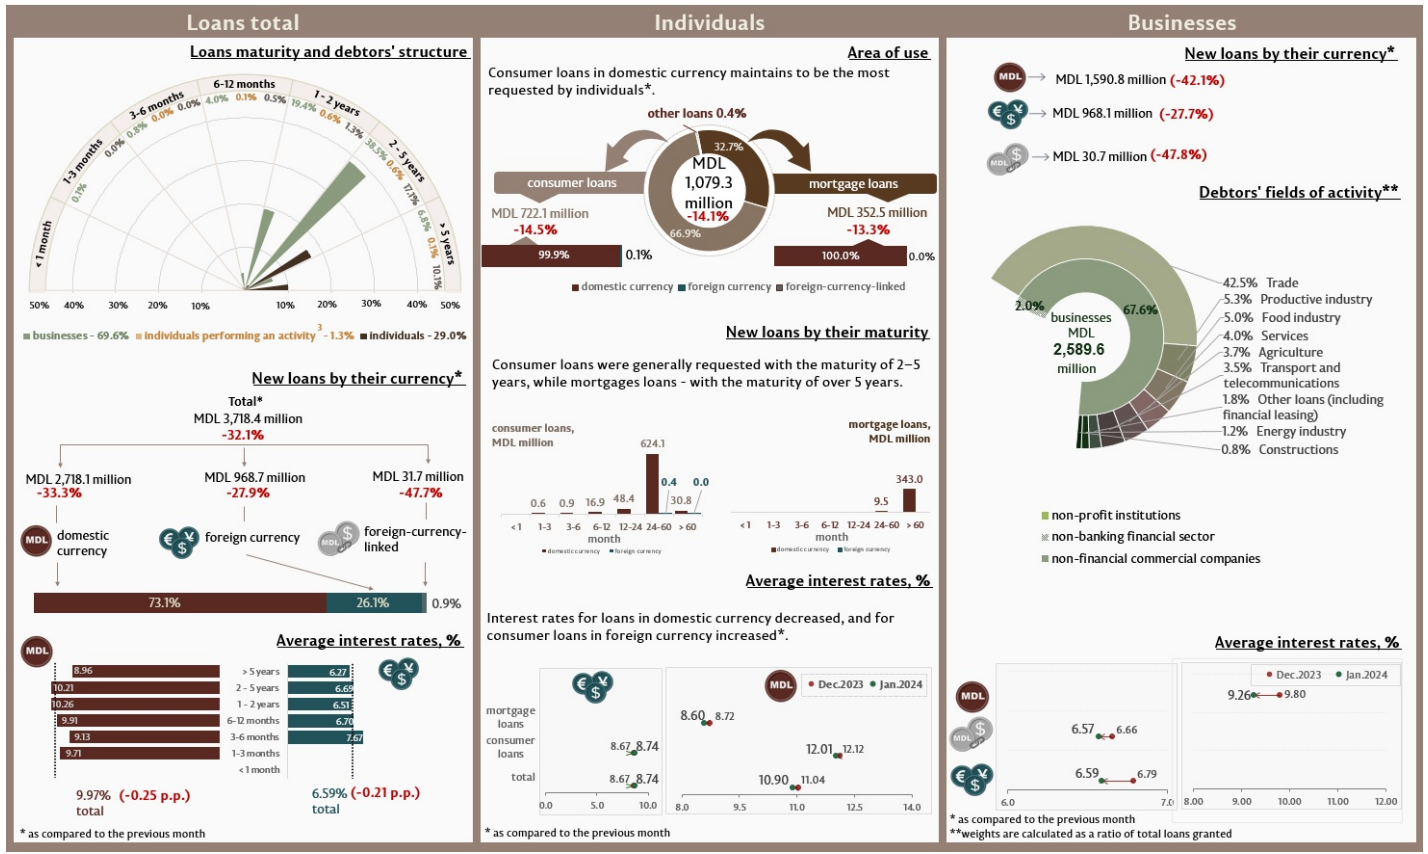 Loans total
Loans maturity and debtors' structure
< 1 month
1-3 months
3-6 months
6-12 months
1 - 2 years
2 - 5 years
> 5 years
0.1%
0.0%
0.8%
0.0%
0.0%
4.0%
0.1%
0.5%
19.4%
0.6%
1.3%
38.5%
0.6%
17.1%
6.8%
0.1%
10.1%
50% 40% 30% 20% 10% 10% 20% 30% 40% 50%
businesses - 69.6% individuals performing an activity 3 - 1.3% individuals - 29.0%
New loans by their currency*
Total*
MDL 3,718.4 million
-32.1%
MDL 2,718.1 million
-33.3%
MDL 968.7 million
-27.9%
MDL 31.7 million
-47.7%
MDL domestic currency
€ ¥ $ foreign currency
MDL $ foreign-currency-linked
73.1% 26.1% 0.9%
Average interest rates, %
MDL
€ ¥ $
8.96 > 5 years 6.27
10.21 2 - 5 years 6.69
10.26 1 - 2 years 6.51
9.91 6-12 months 6.70
9.13 3-6 months 7.67
9.71 1-3 months
< 1 month
9.97% (-0.25 p.p.)
total
6.59% (-0.21 p.p.)
total
* as compared to the previous month
Individuals
Area of use
Consumer loans in domestic currency maintains to be the most
requested by individuals*.
other loans 0.4%
32.7%
MDL
1,079.3
million
-14.1%
66.9%
consumer loans
MDL 722.1 million
-14.5%
99.9% 0.1%
mortgage loans
MDL 352.5 million
-13.3%
100.0% 0.0%
domestic currency foreign currency foreign-currency-linked
New loans by their maturity
Consumer loans were generally requested with the maturity of 2–5
years, while mortgages loans - with the maturity of over 5 years.
consumer loans,
MDL million
0.6 0.9 16.9 48.4 624.1 0.4 30.8 0.0
< 1 1-3 3-6 6-12 12-24 24-60 > 60
month
domestic currency foreign currency
mortgage loans,
MDL million
9.5 343.0
< 1 1-3 3-6 6-12 12-24 24-60 > 60
month
domestic currency foreign currency
Average interest rates, %
Interest rates for loans in domestic currency decreased, and for
consumer loans in foreign currency increased*.
€ ¥ $
MDL Dec.2023 Jan.2024
mortgage loans
8.60 8.72
consumer loans
8.67 8.74 12.01 12.12
total
8.67 8.74 10.90 11.04
0.0 5.0 10.0
8.0 9.5 11.0 12.5 14.0
* as compared to the previous month
Businesses
New loans by their currency*
MDL MDL 1,590.8 million (-42.1%)
€ ¥ $ MDL 968.1 million (-27.7%)
MDL $ MDL 30.7 million (-47.8%)
Debtors' fields of activity**
2.0%
67.6%
businesses
MDL
2,589.6
million
42.5% Trade
5.3% Productive industry
5.0% Food industry
4.0% Services
3.7% Agriculture
3.5% Transport and
telecommunications
1.8% Other loans (including
financial leasing)
1.2% Energy industry
0.8% Constructions
non-profit institutions
non-banking financial sector
non-financial commercial companies
Average interest rates, %
Dec.2023 Jan.2024
MDL 9.26 9.80
MDL $ 6.57 6.66
€ ¥ $ 6.59 6.79
6.0 7.0
8.00 9.00 10.00 11.00 12.00
* as compared to the previous month
**weights are calculated as a ratio of total loans granted